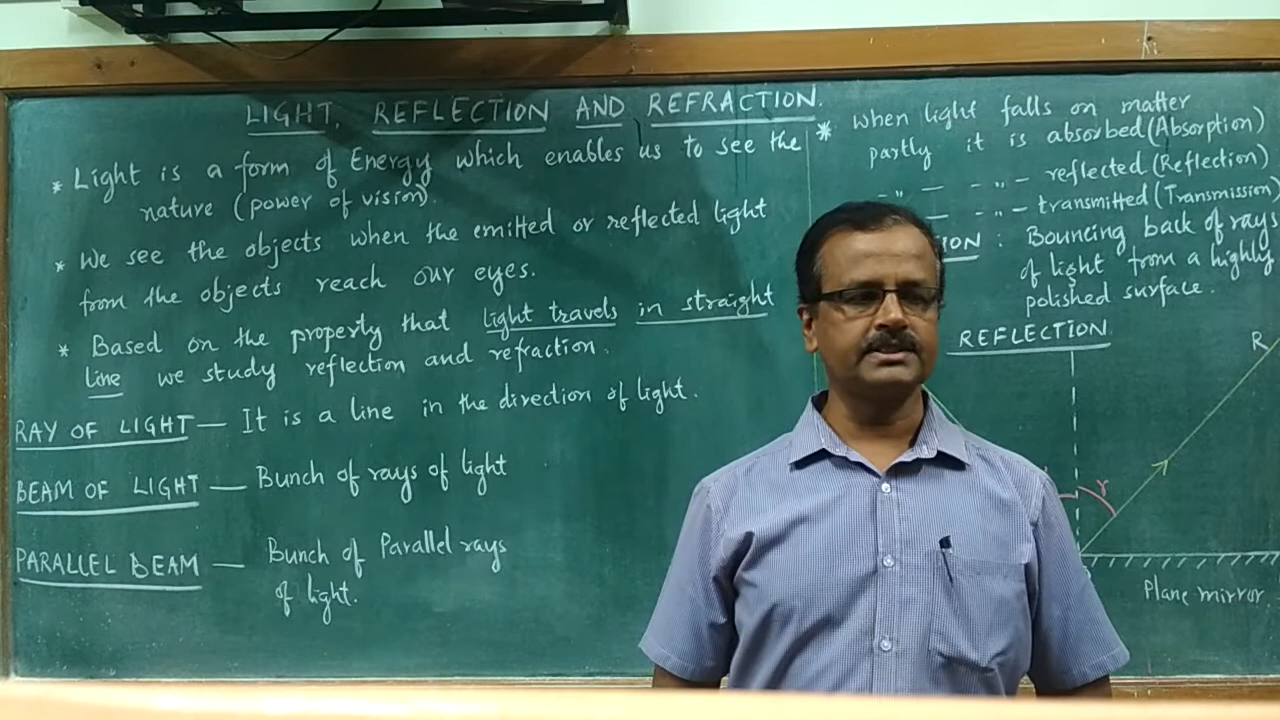 LIGHT, REFLECTION AND REFRACTION.
* Light is a form of Energy which enables us to see the
nature (power of vision).
* We see the objects when the emitted or reflected light
from the objects reach our eyes.
* Based on the property that light travels in straight
line we study reflection and refraction.
RAY OF LIGHT — It is a line in the direction of light.
BEAM OF LIGHT — Bunch of rays of light
PARALLEL BEAM — Bunch of Parallel rays
of light.
* when light falls on matter
partly it is absorbed (Absorption)
-〃- -〃- reflected (Reflection)
- -〃- transmitted (Transmission)
ION : Bouncing back of rays
of light from a highly
polished surface.
REFLECTION
R
r
Plane mirror